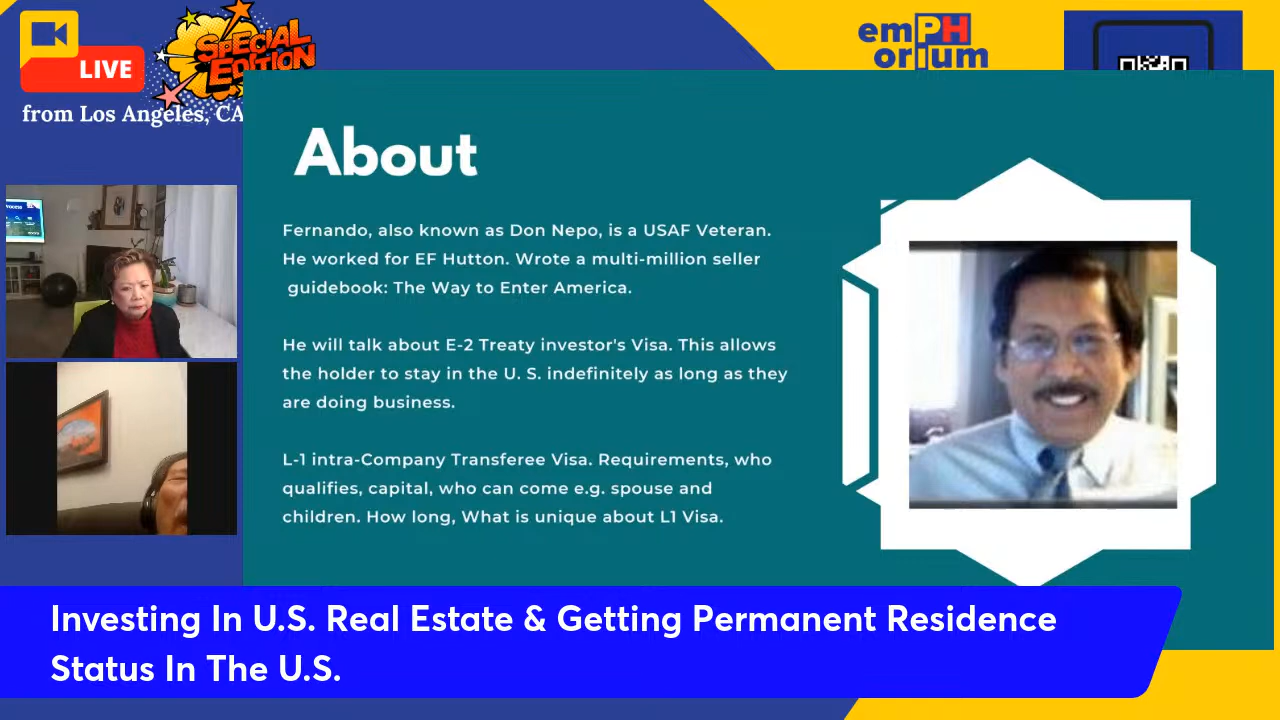 LIVE
SPECIAL
EDITION
from Los Angeles, CA
emPH
orium
About
Fernando, also known as Don Nepo, is a USAF Veteran.
He worked for EF Hutton. Wrote a multi-million seller
guidebook: The Way to Enter America.
He will talk about E-2 Treaty investor's Visa. This allows
the holder to stay in the U. S. indefinitely as long as they
are doing business.
L-1 intra-Company Transferee Visa. Requirements, who
qualifies, capital, who can come e.g. spouse and
children. How long, What is unique about L1 Visa.
Investing In U.S. Real Estate & Getting Permanent Residence
Status In The U.S.